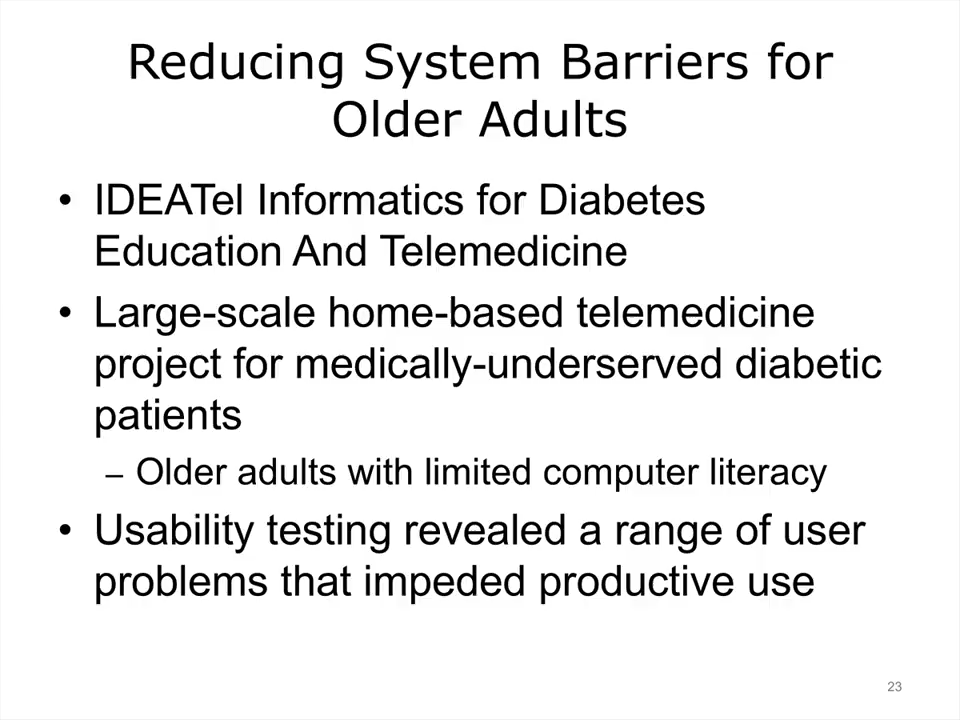 Reducing System Barriers for
Older Adults
• IDEATel Informatics for Diabetes
Education And Telemedicine
• Large-scale home-based telemedicine
project for medically-underserved diabetic
patients
– Older adults with limited computer literacy
• Usability testing revealed a range of user
problems that impeded productive use
23